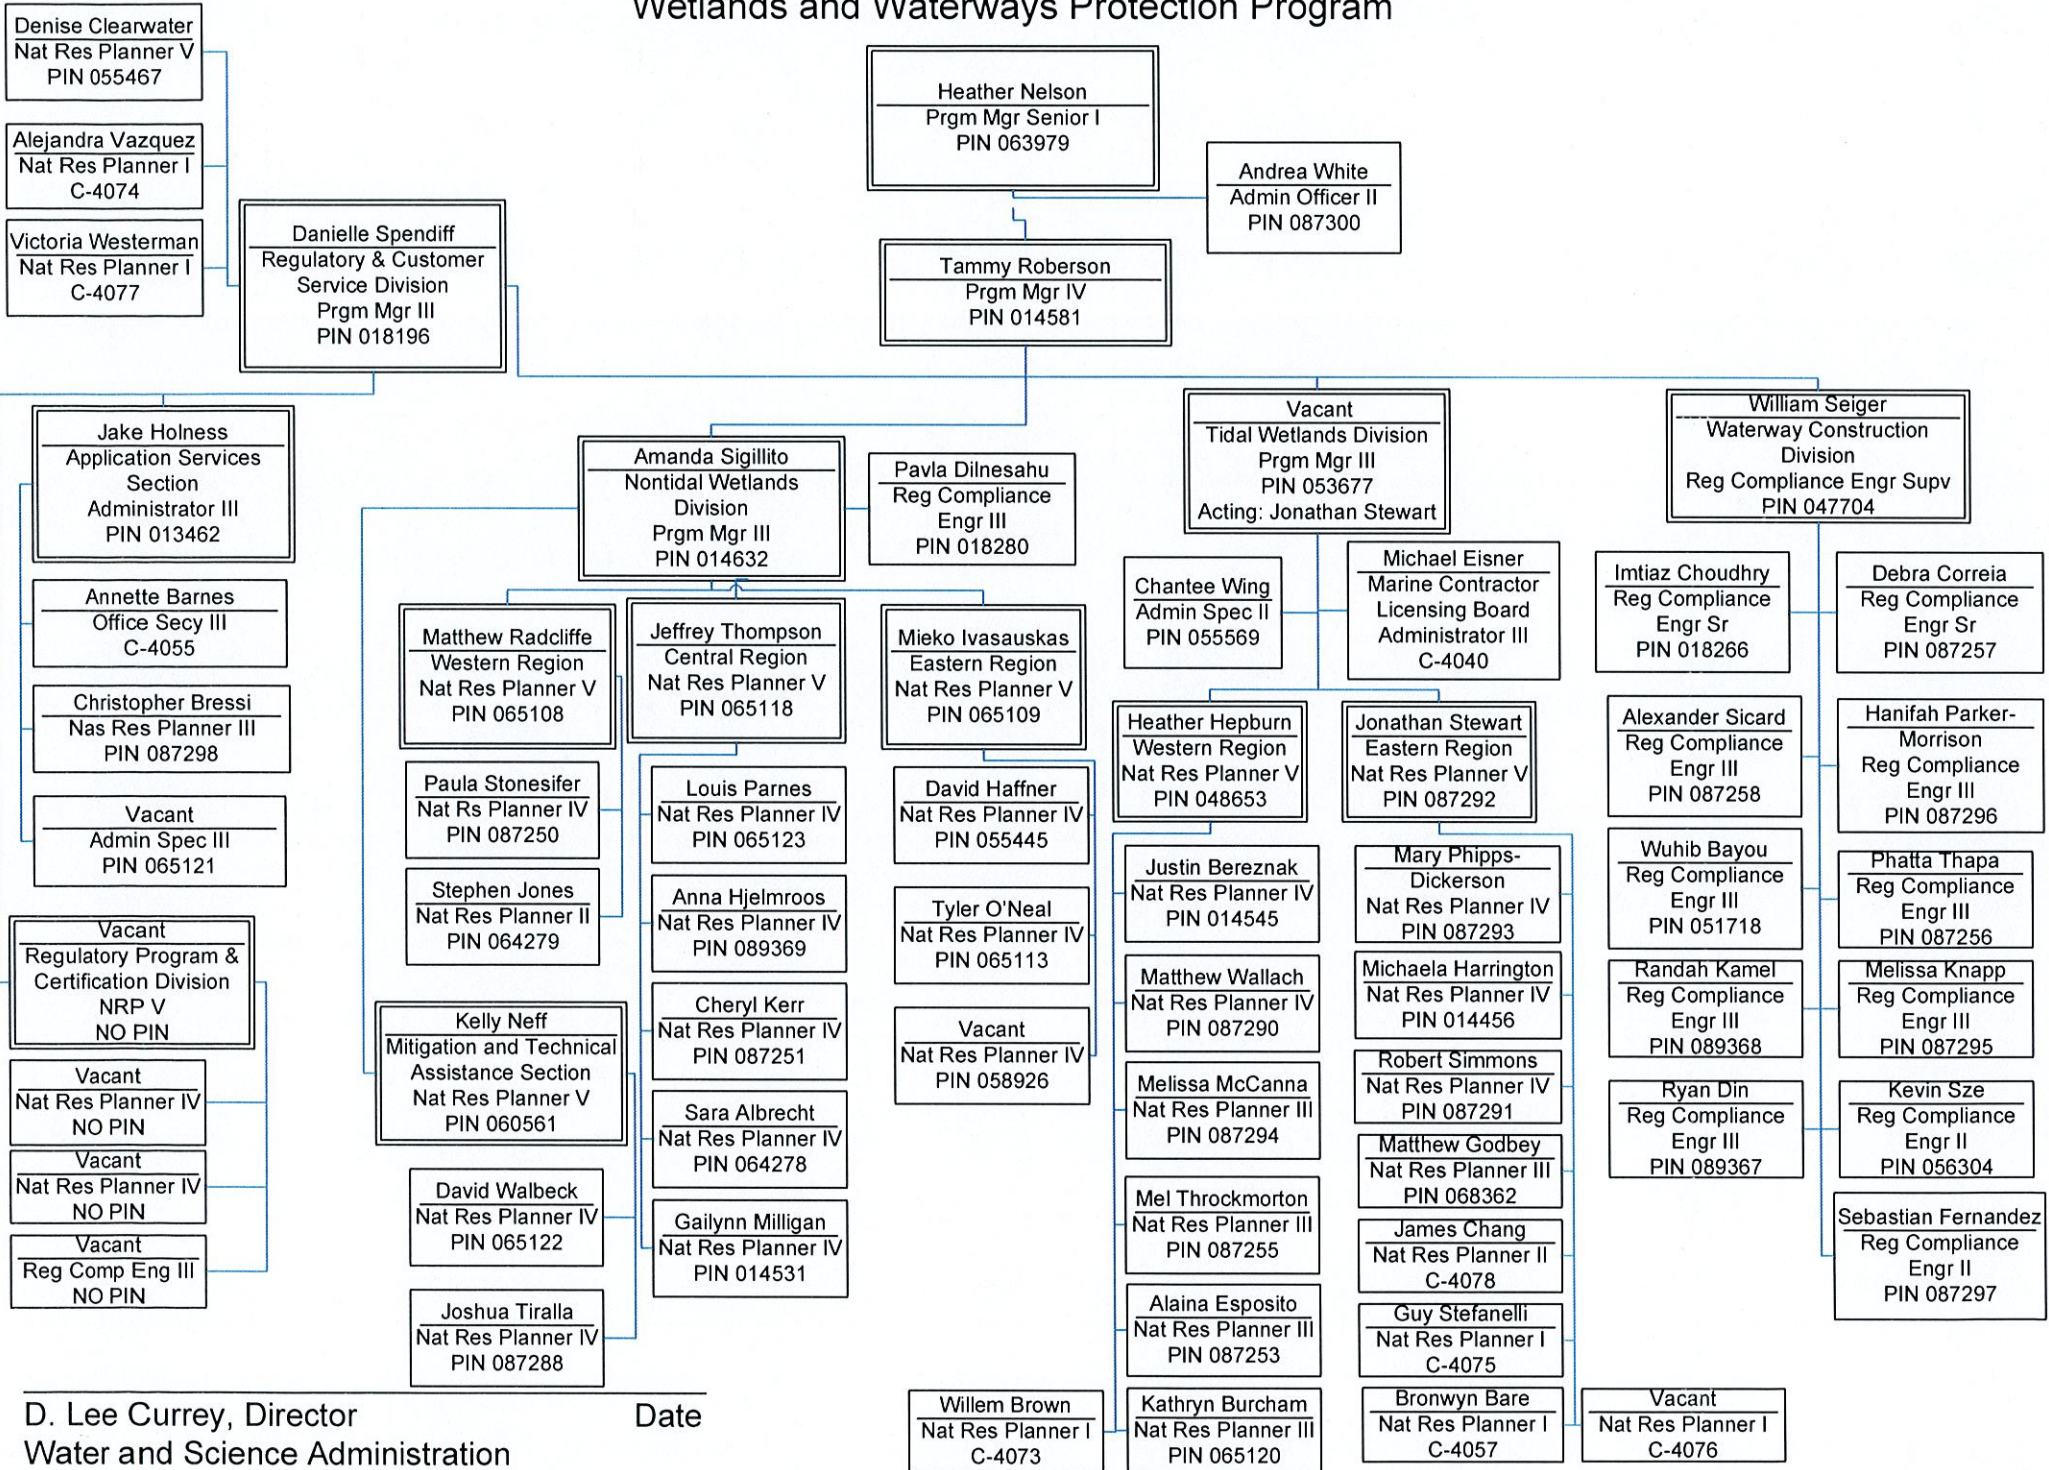 Wetlands and Waterways Protection Program
Denise Clearwater
Nat Res Planner V
PIN 055467
Alejandra Vazquez
Nat Res Planner I
C-4074
Victoria Westerman
Nat Res Planner I
C-4077
Danielle Spendiff
Regulatory & Customer
Service Division
Prgm Mgr III
PIN 018196
Heather Nelson
Prgm Mgr Senior I
PIN 063979
Andrea White
Admin Officer II
PIN 087300
Tammy Roberson
Prgm Mgr IV
PIN 014581
Jake Holness
Application Services
Section
Administrator III
PIN 013462
Annette Barnes
Office Secy III
C-4055
Christopher Bressi
Nas Res Planner III
PIN 087298
Vacant
Admin Spec III
PIN 065121
Vacant
Regulatory Program &
Certification Division
NRP V
NO PIN
Vacant
Nat Res Planner IV
NO PIN
Vacant
Nat Res Planner IV
NO PIN
Vacant
Reg Comp Eng III
NO PIN
Amanda Sigillito
Nontidal Wetlands
Division
Prgm Mgr III
PIN 014632
Pavla Dilnesahu
Reg Compliance
Engr III
PIN 018280
Matthew Radcliffe
Western Region
Nat Res Planner V
PIN 065108
Paula Stonesifer
Nat Rs Planner IV
PIN 087250
Stephen Jones
Nat Res Planner II
PIN 064279
Kelly Neff
Mitigation and Technical
Assistance Section
Nat Res Planner V
PIN 060561
David Walbeck
Nat Res Planner IV
PIN 065122
Joshua Tiralla
Nat Res Planner IV
PIN 087288
Jeffrey Thompson
Central Region
Nat Res Planner V
PIN 065118
Louis Parnes
Nat Res Planner IV
PIN 065123
Anna Hjelmroos
Nat Res Planner IV
PIN 089369
Cheryl Kerr
Nat Res Planner IV
PIN 087251
Sara Albrecht
Nat Res Planner IV
PIN 064278
Gailynn Milligan
Nat Res Planner IV
PIN 014531
Mieko Ivasauskas
Eastern Region
Nat Res Planner V
PIN 065109
David Haffner
Nat Res Planner IV
PIN 055445
Tyler O'Neal
Nat Res Planner IV
PIN 065113
Vacant
Nat Res Planner IV
PIN 058926
Vacant
Tidal Wetlands Division
Prgm Mgr III
PIN 053677
Acting: Jonathan Stewart
Chantee Wing
Admin Spec II
PIN 055569
Michael Eisner
Marine Contractor
Licensing Board
Administrator III
C-4040
Heather Hepburn
Western Region
Nat Res Planner V
PIN 048653
Justin Bereznak
Nat Res Planner IV
PIN 014545
Matthew Wallach
Nat Res Planner IV
PIN 087290
Melissa McCanna
Nat Res Planner III
PIN 087294
Mel Throckmorton
Nat Res Planner III
PIN 087255
Alaina Esposito
Nat Res Planner III
PIN 087253
Willem Brown
Nat Res Planner I
C-4073
Kathryn Burcham
Nat Res Planner III
PIN 065120
Jonathan Stewart
Eastern Region
Nat Res Planner V
PIN 087292
Mary Phipps-
Dickerson
Nat Res Planner IV
PIN 087293
Michaela Harrington
Nat Res Planner IV
PIN 014456
Robert Simmons
Nat Res Planner IV
PIN 087291
Matthew Godbey
Nat Res Planner III
PIN 068362
James Chang
Nat Res Planner II
C-4078
Guy Stefanelli
Nat Res Planner I
C-4075
Bronwyn Bare
Nat Res Planner I
C-4057
Vacant
Nat Res Planner I
C-4076
William Seiger
Waterway Construction
Division
Reg Compliance Engr Supv
PIN 047704
Imtiaz Choudhry
Reg Compliance
Engr Sr
PIN 018266
Debra Correia
Reg Compliance
Engr Sr
PIN 087257
Alexander Sicard
Reg Compliance
Engr III
PIN 087258
Hanifah Parker-
Morrison
Reg Compliance
Engr III
PIN 087296
Wuhib Bayou
Reg Compliance
Engr III
PIN 051718
Phatta Thapa
Reg Compliance
Engr III
PIN 087256
Randah Kamel
Reg Compliance
Engr III
PIN 089368
Melissa Knapp
Reg Compliance
Engr III
PIN 087295
Ryan Din
Reg Compliance
Engr III
PIN 089367
Kevin Sze
Reg Compliance
Engr II
PIN 056304
Sebastian Fernandez
Reg Compliance
Engr II
PIN 087297
D. Lee Currey, Director Date
Water and Science Administration